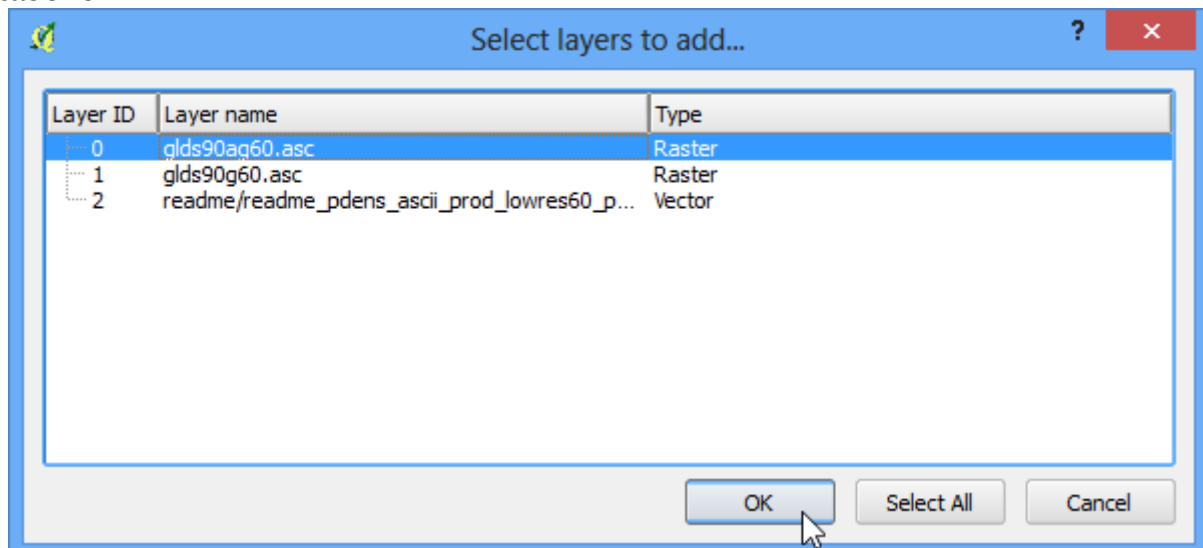 Select layers to add...
?
Layer ID Layer name Type
0 glds90ag60.asc Raster
1 glds90g60.asc Raster
2 readme/readme_pdens_ascii_prod_lowres60_p... Vector
OK Select All Cancel